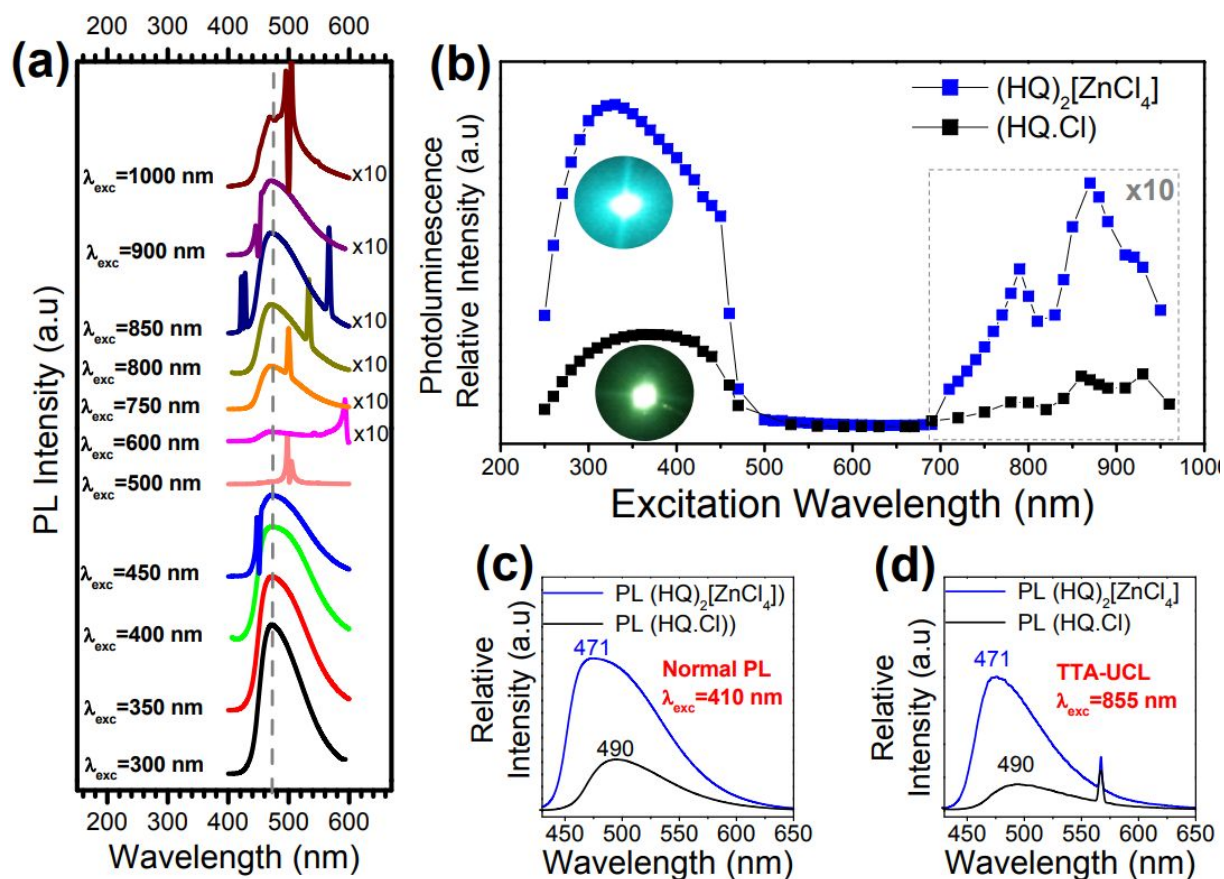 (a)
200 300 400 500 600
PL Intensity (a.u)
λexc=1000 nm
x10
λexc=900 nm
x10
λexc=850 nm
x10
λexc=800 nm
x10
λexc=750 nm
x10
λexc=600 nm
x10
λexc=500 nm
λexc=450 nm
λexc=400 nm
λexc=350 nm
λexc=300 nm
200 300 400 500 600
Wavelength (nm)
(b)
Photoluminescence
Relative Intensity (a.u)
(HQ)2[ZnCl4]
(HQ.Cl)
x10
200 300 400 500 600 700 800 900 1000
Excitation Wavelength (nm)
(c)
Relative
Intensity (a.u)
PL (HQ)2[ZnCl4])
PL (HQ.Cl))
471
Normal PL
λexc=410 nm
490
450 500 550 600 650
Wavelength (nm)
(d)
Relative
Intensity (a.u)
PL (HQ)2[ZnCl4]
PL (HQ.Cl)
471
TTA-UCL
λexc=855 nm
490
450 500 550 600 650
Wavelength (nm)